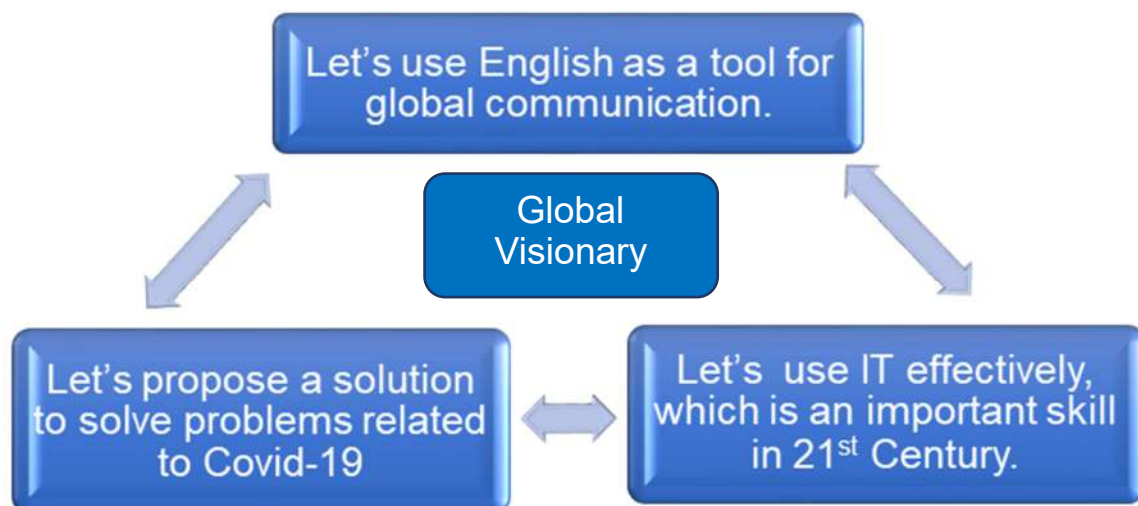 Let’s use English as a tool for
global communication.
Global
Visionary
Let’s propose a solution
to solve problems related
to Covid-19
Let’s  use IT effectively,
which is an important skill
in 21st Century.